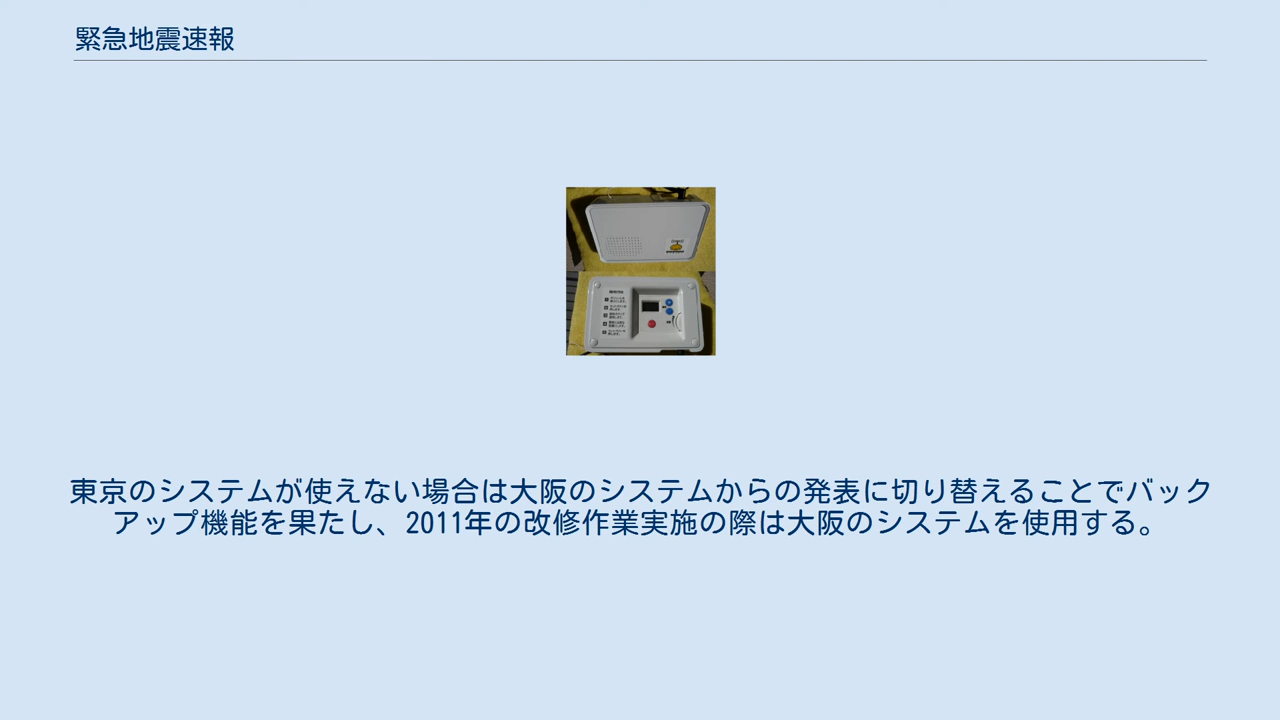 緊急地震速報
東京のシステムが使えない場合は大阪のシステムからの発表に切り替えることでバック
アップ機能を果たし、2011年の改修作業実施の際は大阪のシステムを使用する。